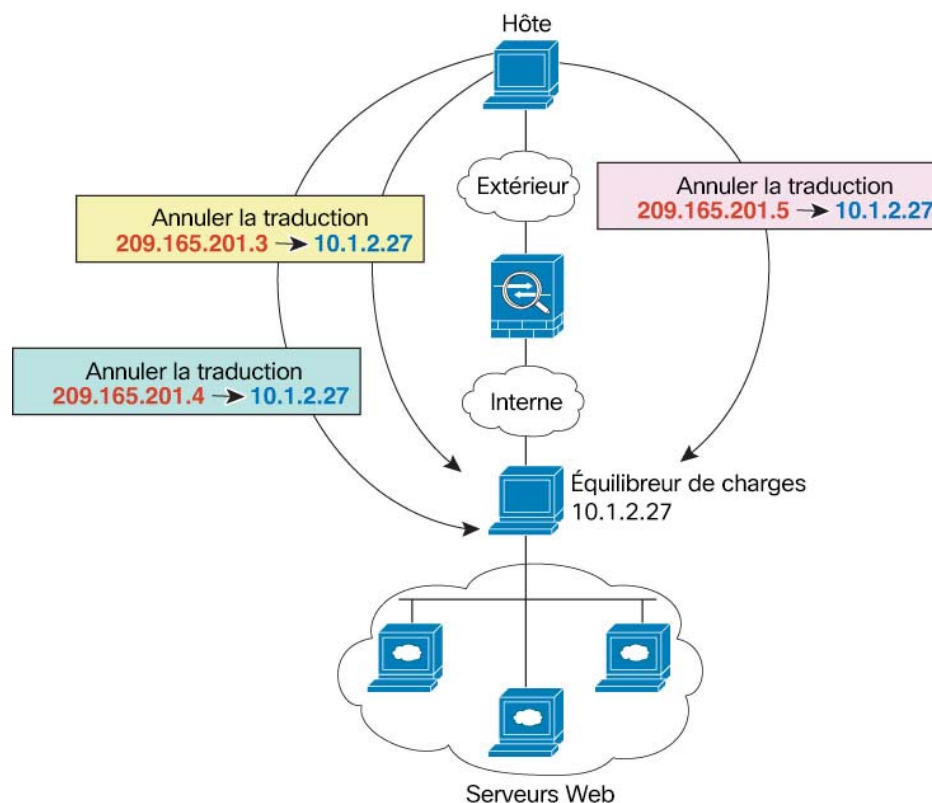 Hôte
Extérieur
Annuler la traduction
209.165.201.3 → 10.1.2.27
Annuler la traduction
209.165.201.5 → 10.1.2.27
Annuler la traduction
209.165.201.4 → 10.1.2.27
Interne
Équilibreur de charges
10.1.2.27
Serveurs Web